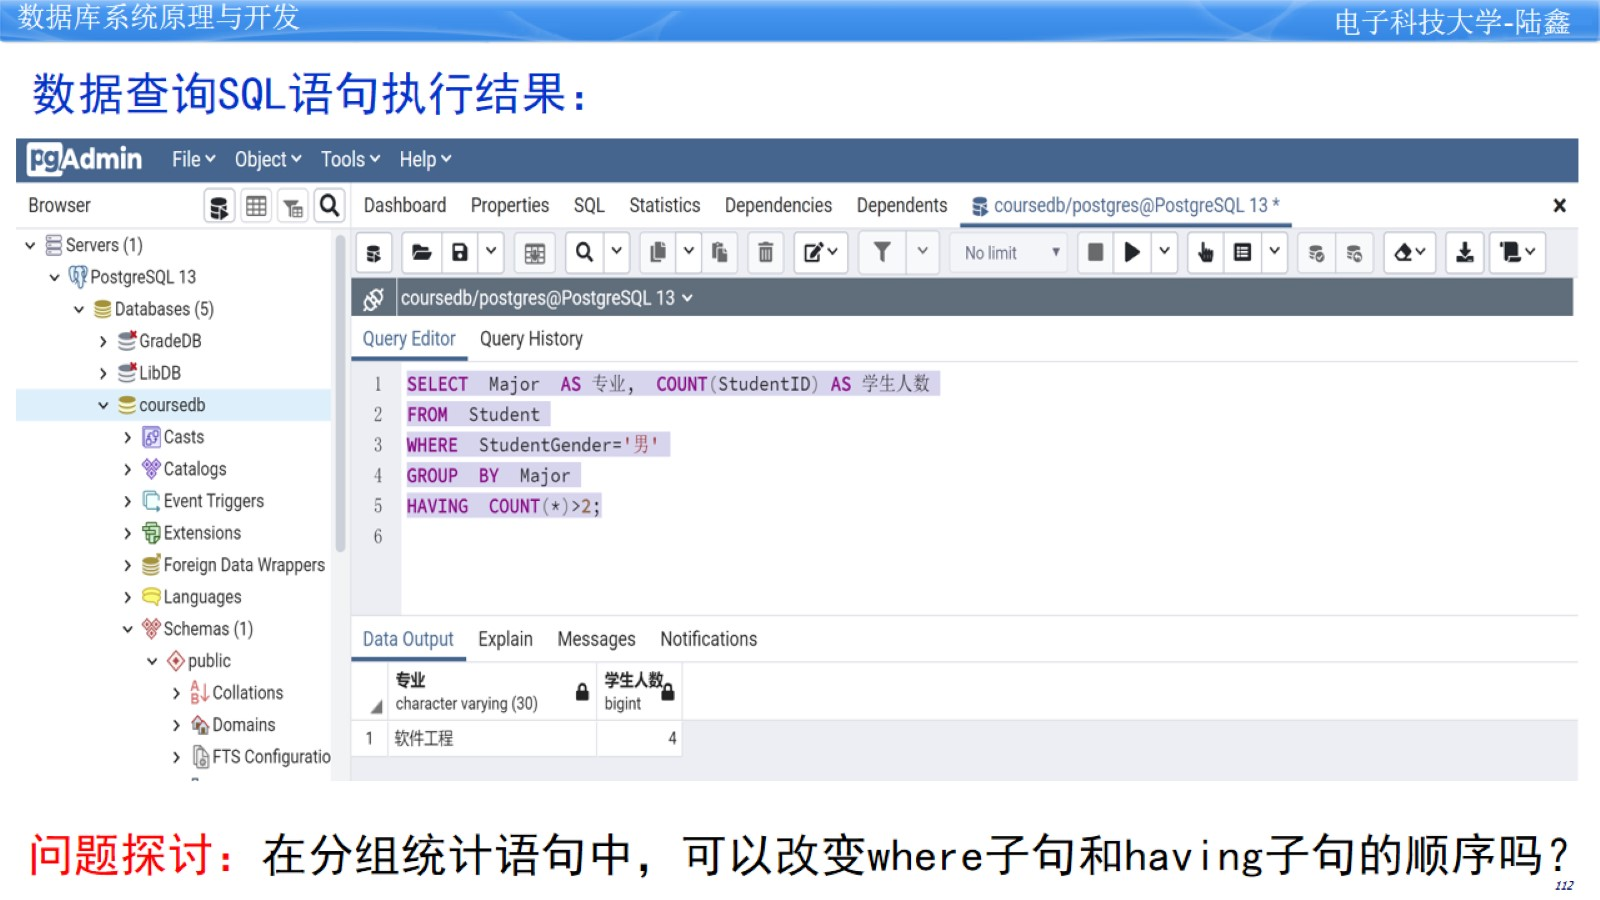 数据库系统原理与开发
电子科技大学-陆鑫
数据查询SQL语句执行结果：
pgAdmin File Object Tools Help
Browser
Dashboard Properties SQL Statistics Dependencies Dependents coursedb/postgres@PostgreSQL 13 *
Servers (1)
PostgreSQL 13
Databases (5)
GradeDB
LibDB
coursedb
Casts
Catalogs
Event Triggers
Extensions
Foreign Data Wrappers
Languages
Schemas (1)
public
Collations
Domains
FTS Configuratio
No limit
coursedb/postgres@PostgreSQL 13
Query Editor Query History
1 SELECT Major AS 专业, COUNT(StudentID) AS 学生人数
2 FROM Student
3 WHERE StudentGender='男'
4 GROUP BY Major
5 HAVING COUNT(*)>2;
6
Data Output Explain Messages Notifications
专业 学生人数
character varying (30) bigint
1 软件工程 4
问题探讨：在分组统计语句中，可以改变where子句和having子句的顺序吗？
112